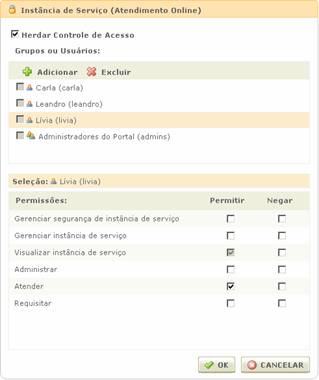 Instância de Serviço (Atendimento Online)
Herdar Controle de Acesso
Grupos ou Usuários:
Adicionar Excluir
Carla (carla)
Leandro (leandro)
Lívia (livia)
Administradores do Portal (admins)
Seleção: Lívia (livia)
Permissões: Permitir Negar
Gerenciar segurança de instância de serviço
Gerenciar instância de serviço
Visualizar instância de serviço
Administrar
Atender
Requisitar
OK CANCELAR